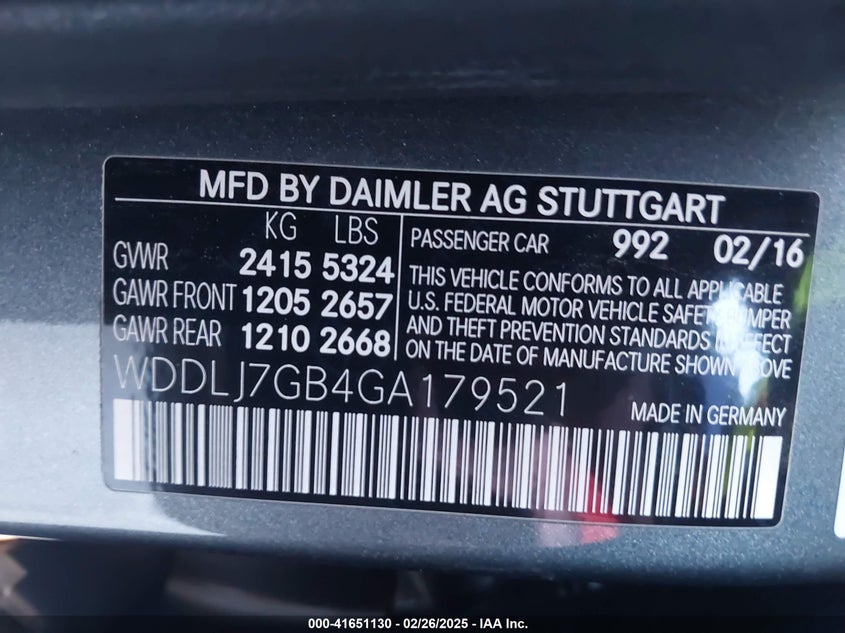 MFD BY DAIMLER AG STUTTGART
KG LBS
GVWR 2415 5324
GAWR FRONT 1205 2657
GAWR REAR 1210 2668
PASSENGER CAR 992 02/16
THIS VEHICLE CONFORMS TO ALL APPLICABLE
U.S. FEDERAL MOTOR VEHICLE SAFETY BUMPER
AND THEFT PREVENTION STANDARDS IN EFFECT
ON THE DATE OF MANUFACTURE SHOWN ABOVE
WDDLJ7GB4GA179521
MADE IN GERMANY
000-41651130 - 02/26/2025 - IAA Inc.